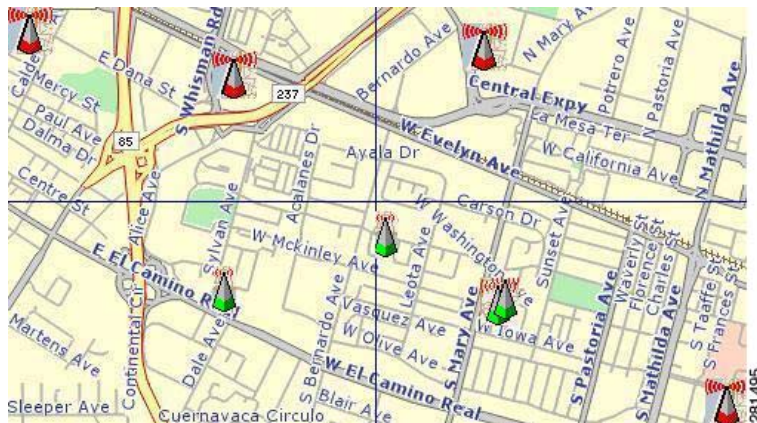 Calde
Mercy St
Paul Ave
Dalma Dr
Centre St
E Dana St
S Whisman Rd
85
237
Bernardo Ave
N Mary Ave
Potrero Ave
N Pastoria Ave
Central Expy
La Mesa Ter
W California Ave
N Mathilda Ave
W Evelyn Ave
Ayala Dr
Acalanes Dr
Alice Ave
Sylvan Ave
W McKinley Ave
W Washington Ave
Carson Dr
Sunset Ave
Leota Ave
E El Camino Real
Continental Cir
Martens Ave
Dale Ave
S Bernardo Ave
Vasquez Ave
W Olive Ave
W Iowa Ave
S Mary Ave
S Pastoria Ave
Waverly St
Florence St
Charles St
S Mathilda Ave
S Taaffe St
S Frances St
W El Camino Real
Blair Ave
Sleeper Ave
Cuernavaca Circulo
281495